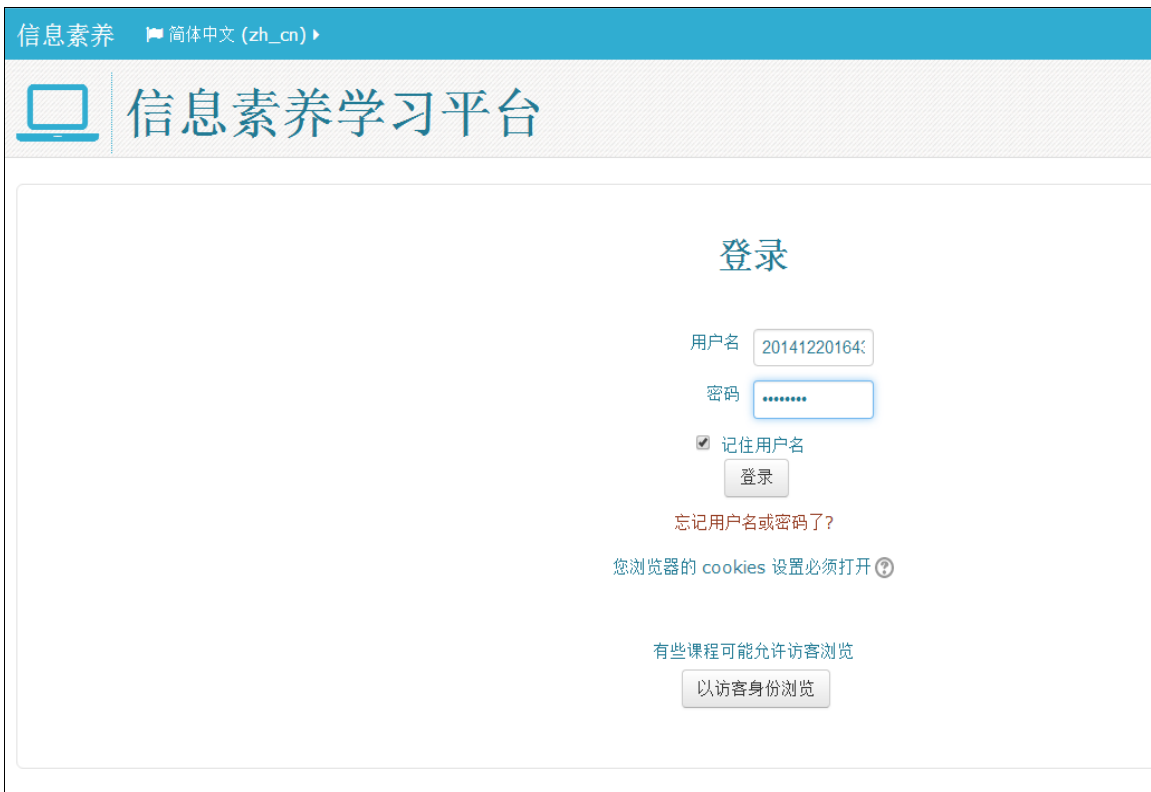 信息素养 简体中文 (zh_cn)
信息素养学习平台
登录
用户名 201412201643
密码 ••••••••
记住用户名
登录
忘记用户名或密码了?
您浏览器的 cookies 设置必须打开
有些课程可能允许访客浏览
以访客身份浏览